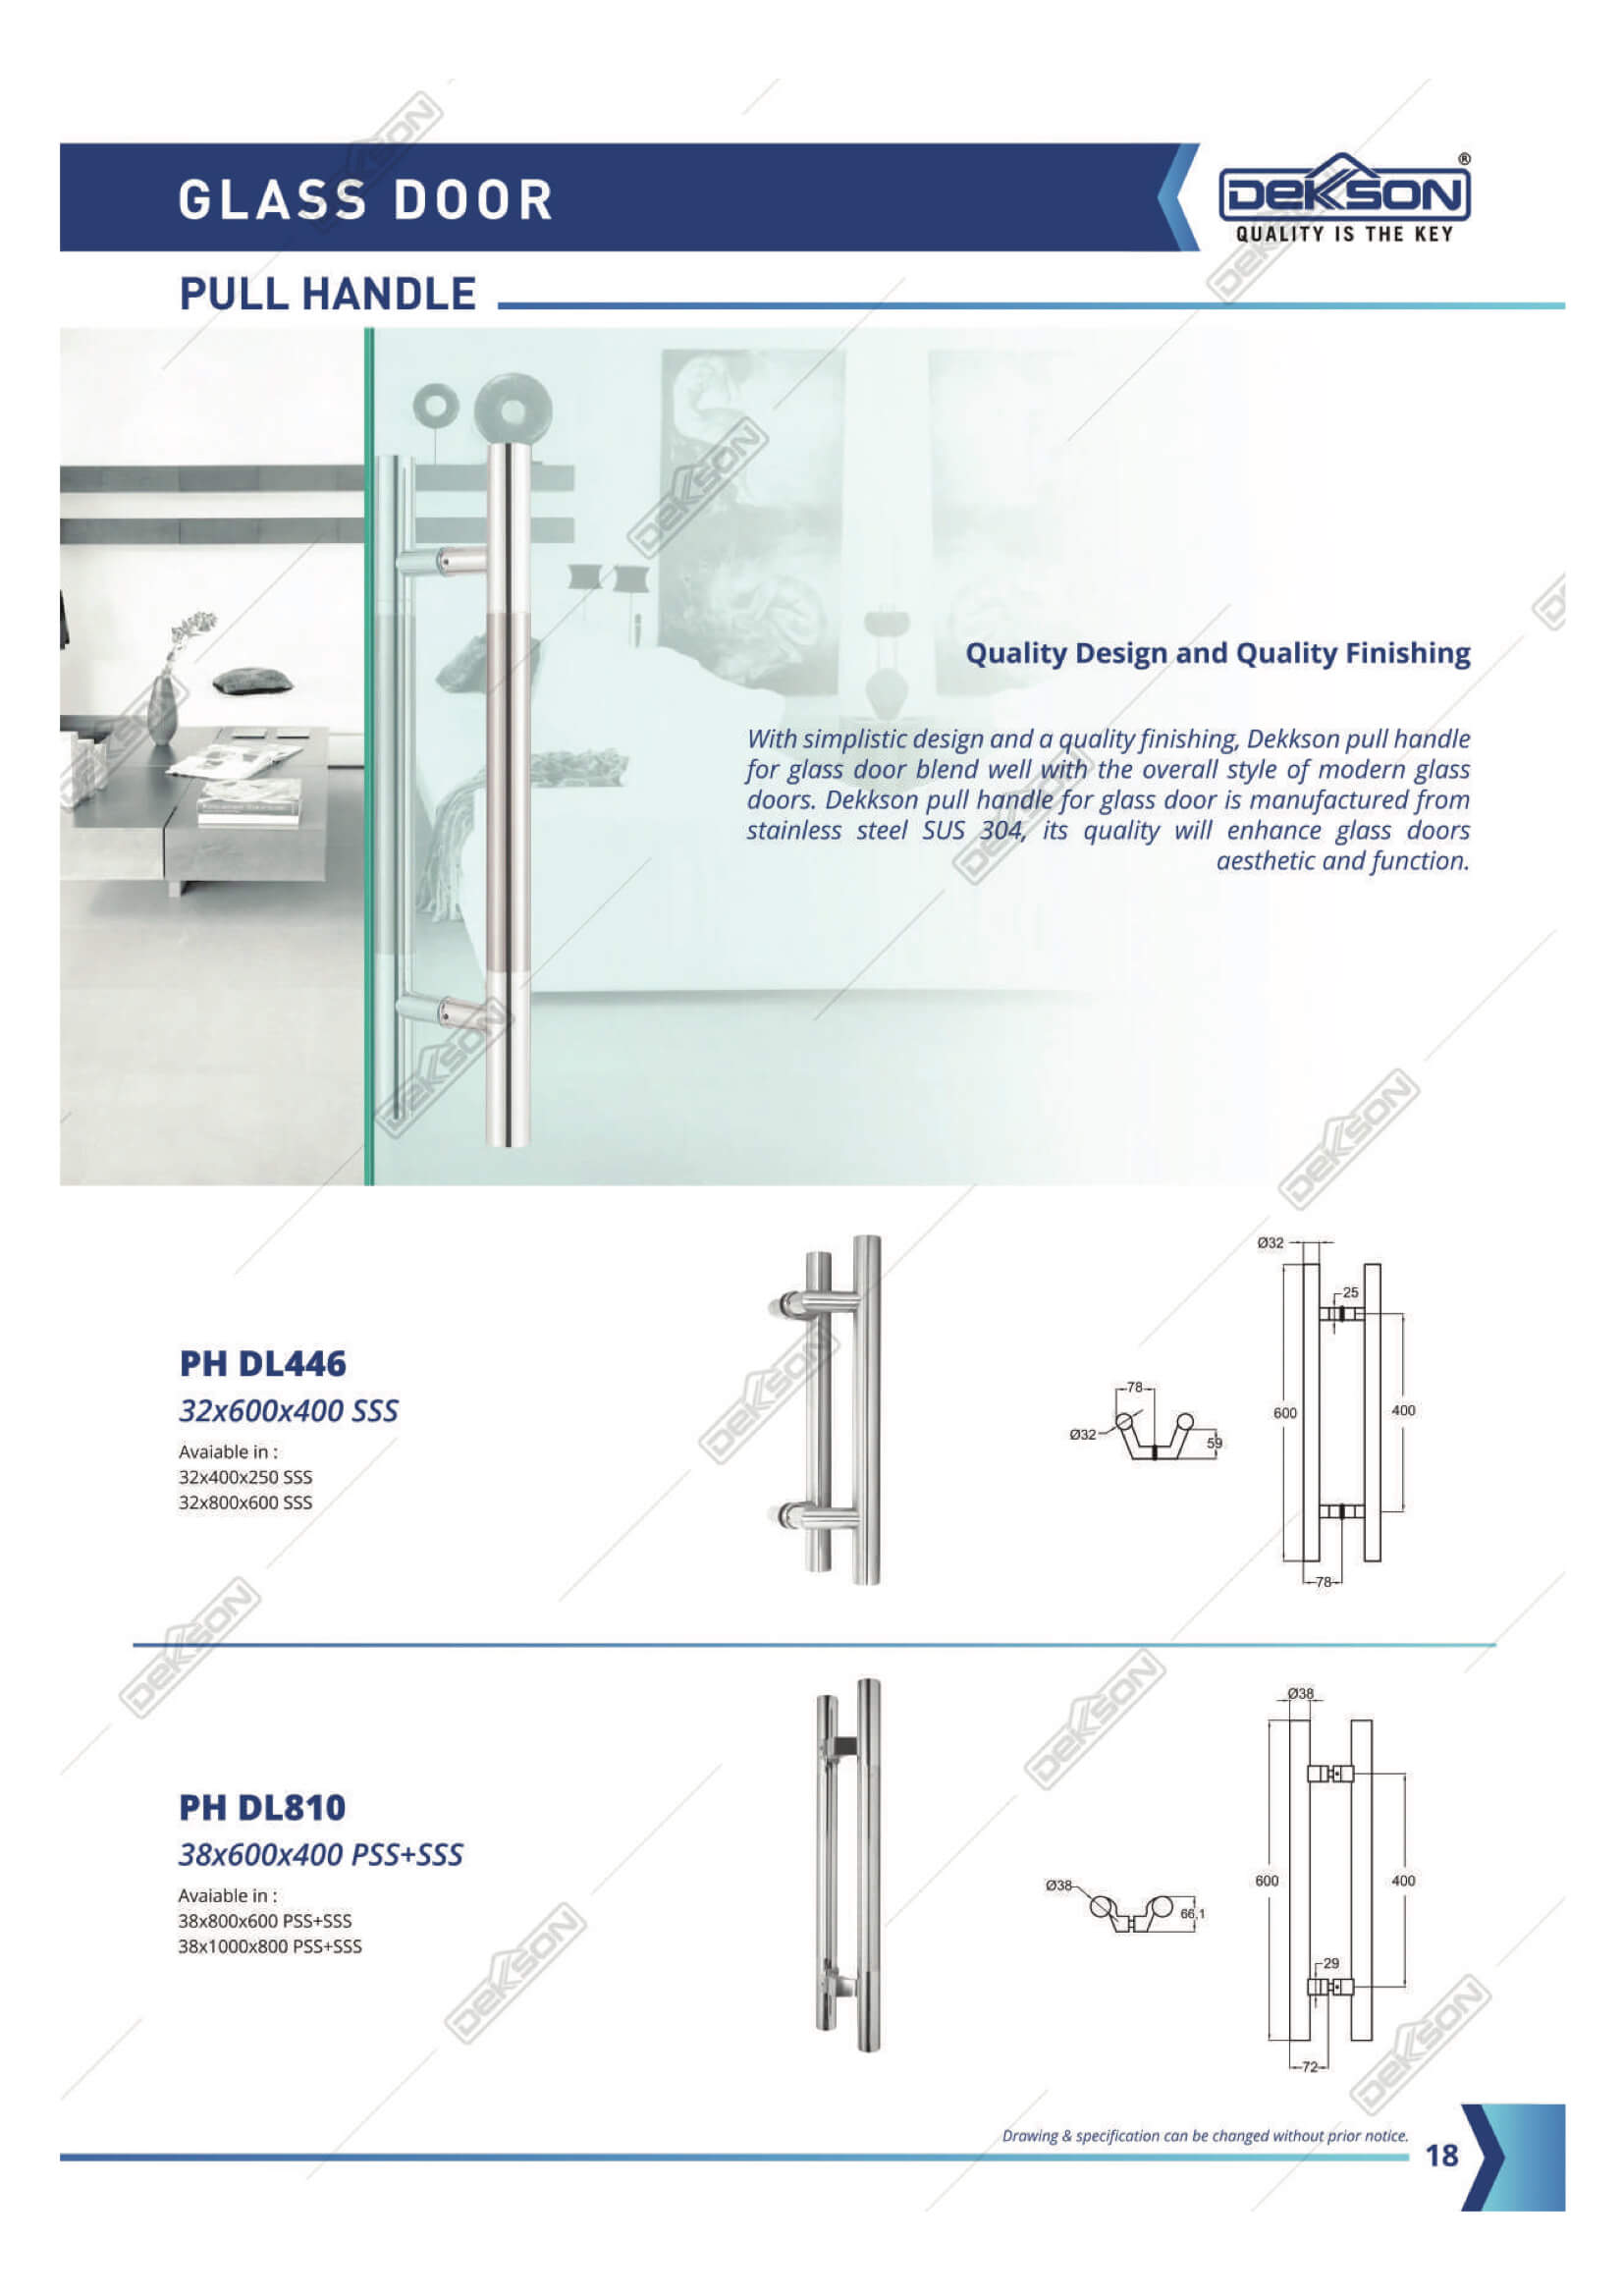 GLASS DOOR
DEKKSON®
QUALITY IS THE KEY
PULL HANDLE
Quality Design and Quality Finishing
With simplistic design and a quality finishing, Dekkson pull handle
for glass door blend well with the overall style of modern glass
doors. Dekkson pull handle for glass door is manufactured from
stainless steel SUS 304, its quality will enhance glass doors
aesthetic and function.
PH DL446
32x600x400 SSS
Avaiable in :
32x400x250 SSS
32x800x600 SSS
78
Ø32
59
Ø32
25
600
400
78
PH DL810
38x600x400 PSS+SSS
Avaiable in :
38x800x600 PSS+SSS
38x1000x800 PSS+SSS
Ø38
66,1
Ø38
600
400
29
72
Drawing & specification can be changed without prior notice.
18